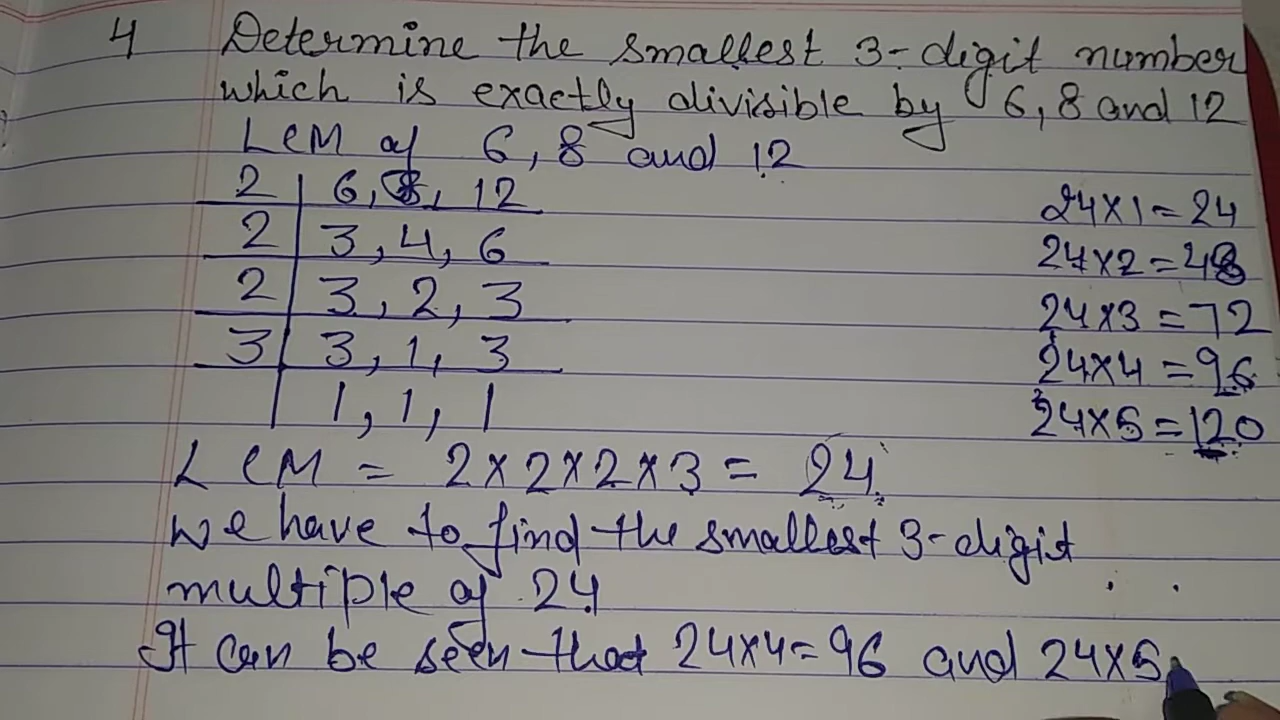 4 Determine the smallest 3-digit number
which is exactly divisible by 6, 8 and 12
LCM of 6, 8 and 12
2 | 6, 8, 12
2 | 3, 4, 6
2 | 3, 2, 3
3 | 3, 1, 3
| 1, 1, 1
24×1=24
24×2=48
24×3=72
24×4=96
24×5=120
LCM = 2×2×2×3 = 24
we have to find the smallest 3-digit
multiple of 24
It can be seen that 24×4=96 and 24×5